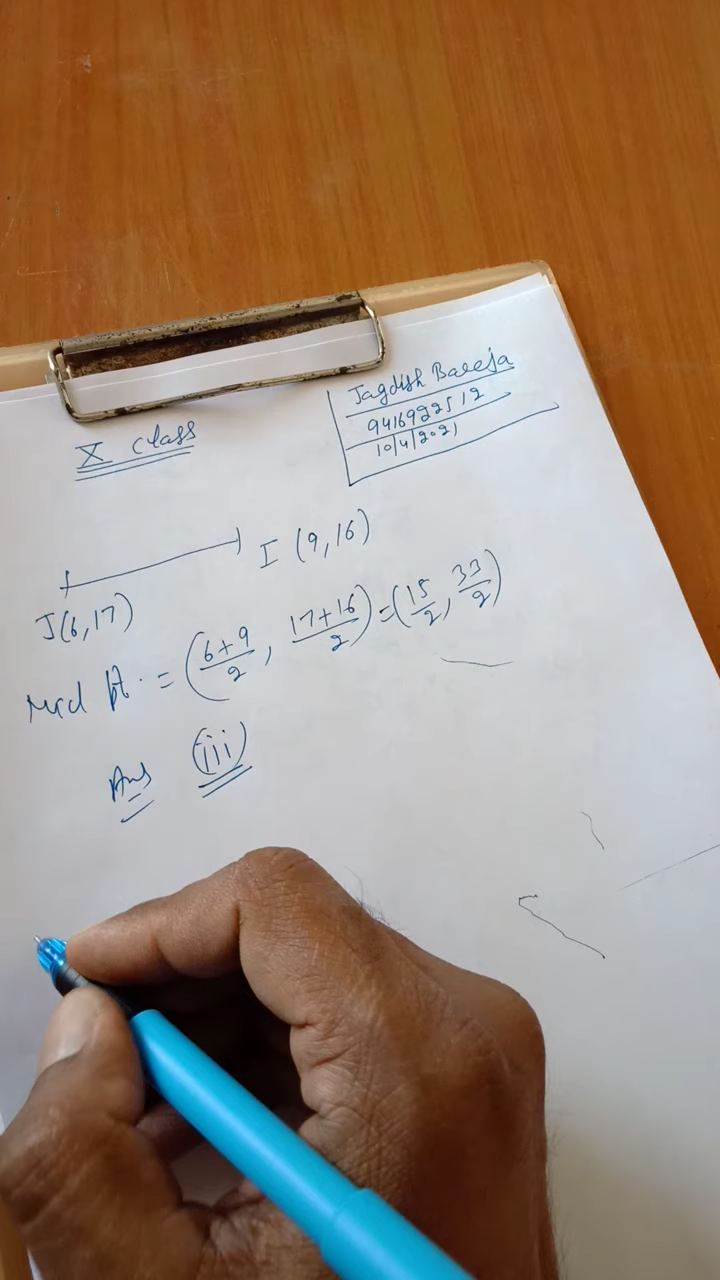 Jagdish Bareja
9416922512
10/4/2021
X class
I (9,16)
J(6,17)
Mid Pt. = (6+9/2, 17+16/2) = (15/2, 33/2)
Ans (iii)